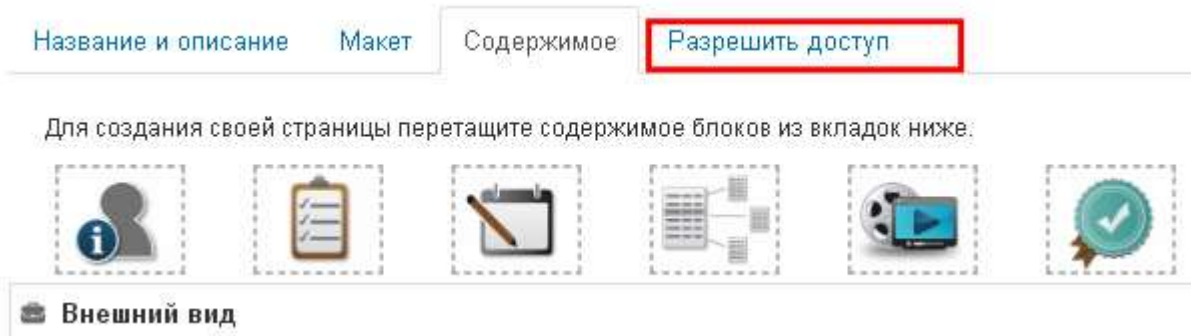 Название и описание Макет Содержимое Разрешить доступ
Для создания своей страницы перетащите содержимое блоков из вкладок ниже.
Внешний вид